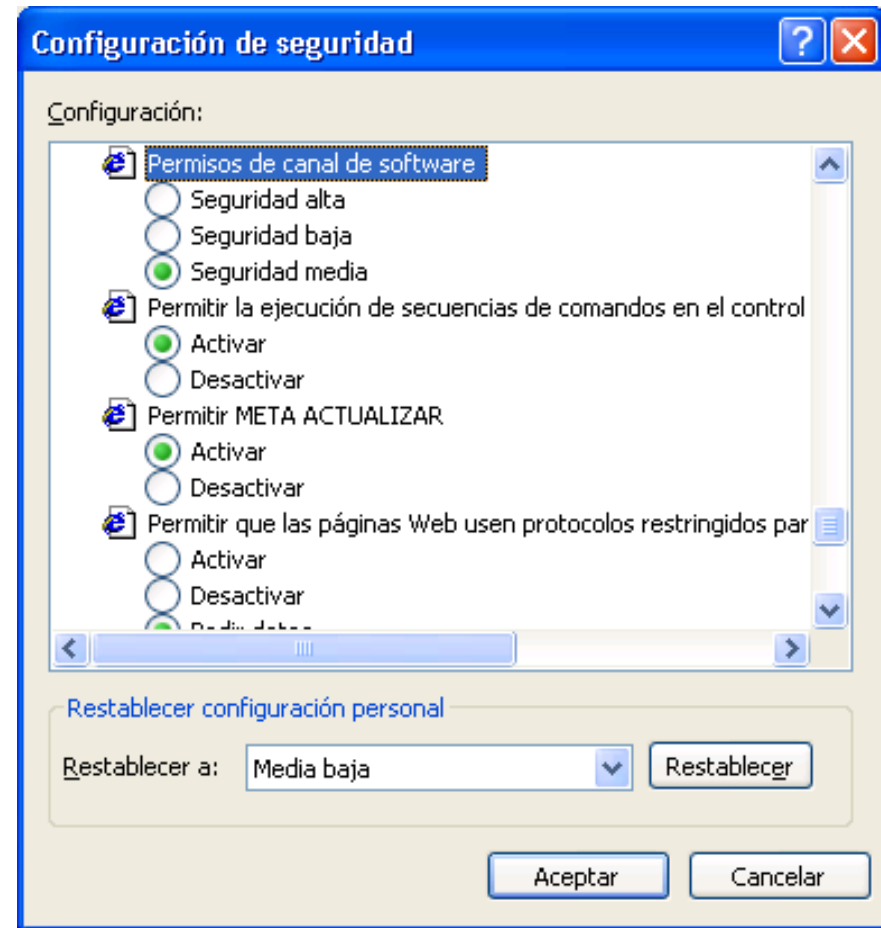 Configuración de seguridad
Configuración:
Permisos de canal de software
Seguridad alta
Seguridad baja
Seguridad media
Permitir la ejecución de secuencias de comandos en el control
Activar
Desactivar
Permitir META ACTUALIZAR
Activar
Desactivar
Permitir que las páginas Web usen protocolos restringidos par
Activar
Desactivar
Pedir datos
Restablecer configuración personal
Restablecer a: Media baja Restablecer
Aceptar Cancelar